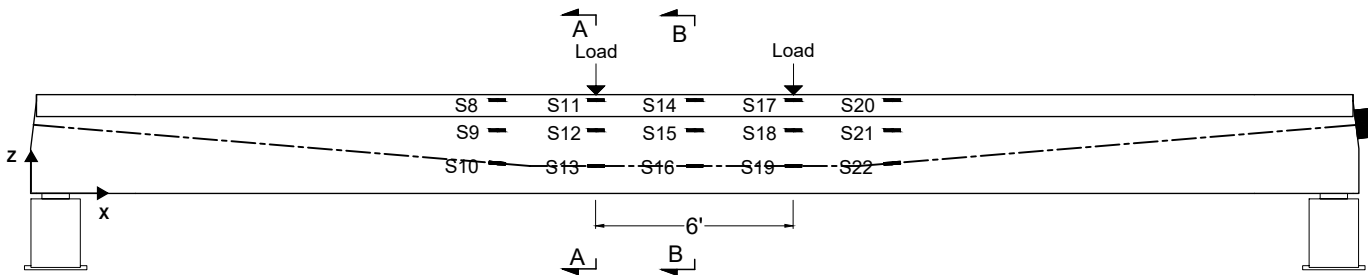 A B
Load Load
S8 S11 S14 S17 S20
S9 S12 S15 S18 S21
S10 S13 S16 S19 S22
Z
X
6'
A B